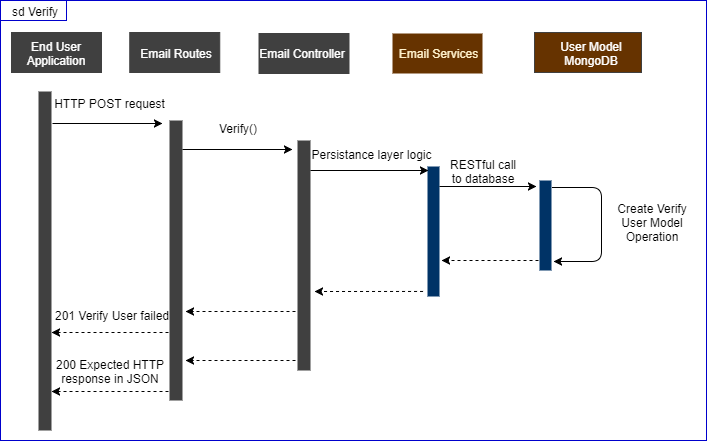 sd Verify
End User
Application
Email Routes
Email Controller
Email Services
User Model
MongoDB
HTTP POST request
Verify()
Persistance layer logic
RESTful call
to database
Create Verify
User Model
Operation
201 Verify User failed
200 Expected HTTP
response in JSON